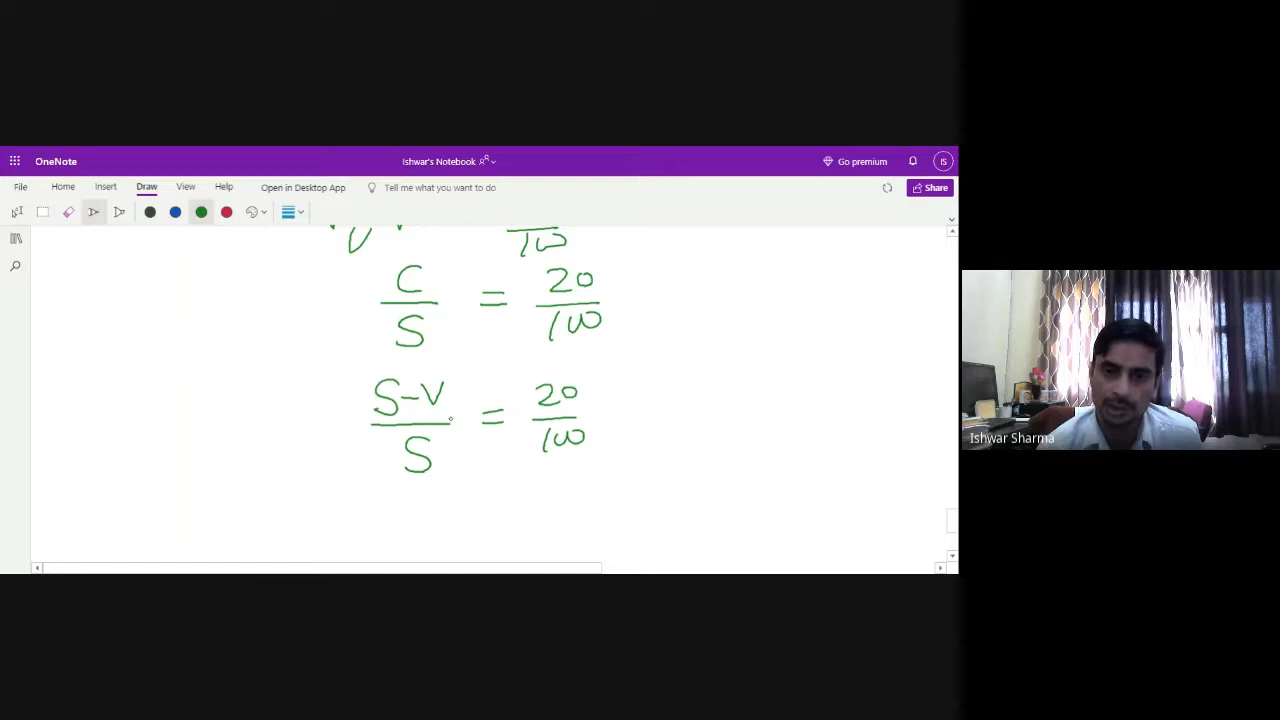 OneNote
Ishwar's Notebook
Go premium
IS
File Home Insert Draw View Help Open in Desktop App Tell me what you want to do
Share
100
C/S = 20/100
S-V/S = 20/100
Ishwar Sharma